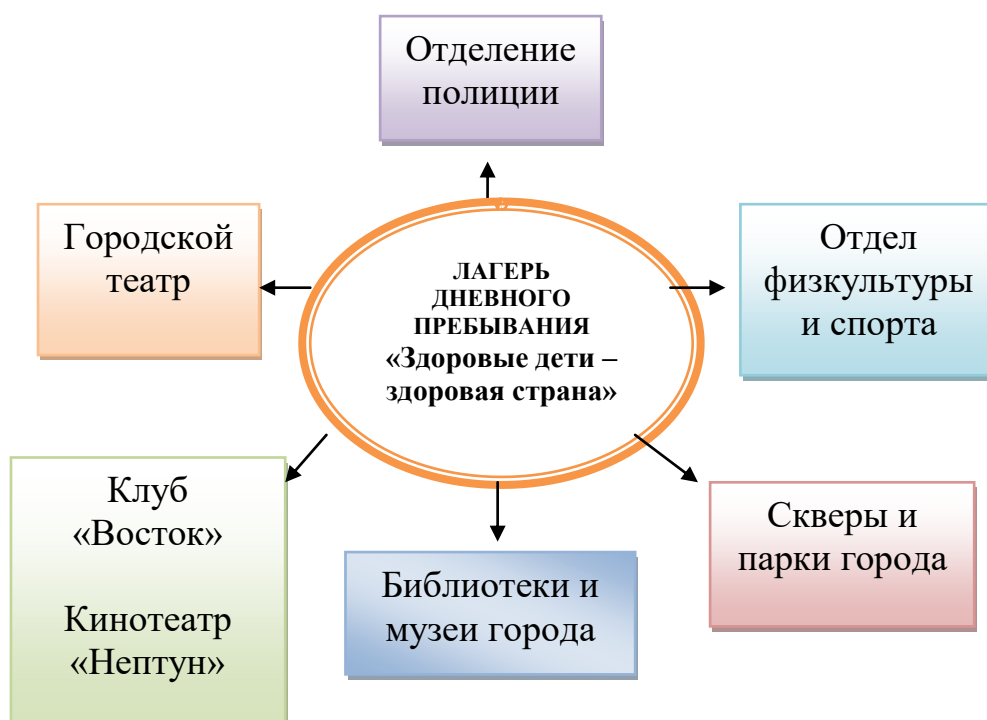 Отделение
полиции
Городской
театр
ЛАГЕРЬ
ДНЕВНОГО
ПРЕБЫВАНИЯ
«Здоровые дети –
здоровая страна»
Отдел
физкультуры
и спорта
Клуб
«Восток»
Кинотеатр
«Нептун»
Библиотеки и
музеи города
Скверы и
парки города